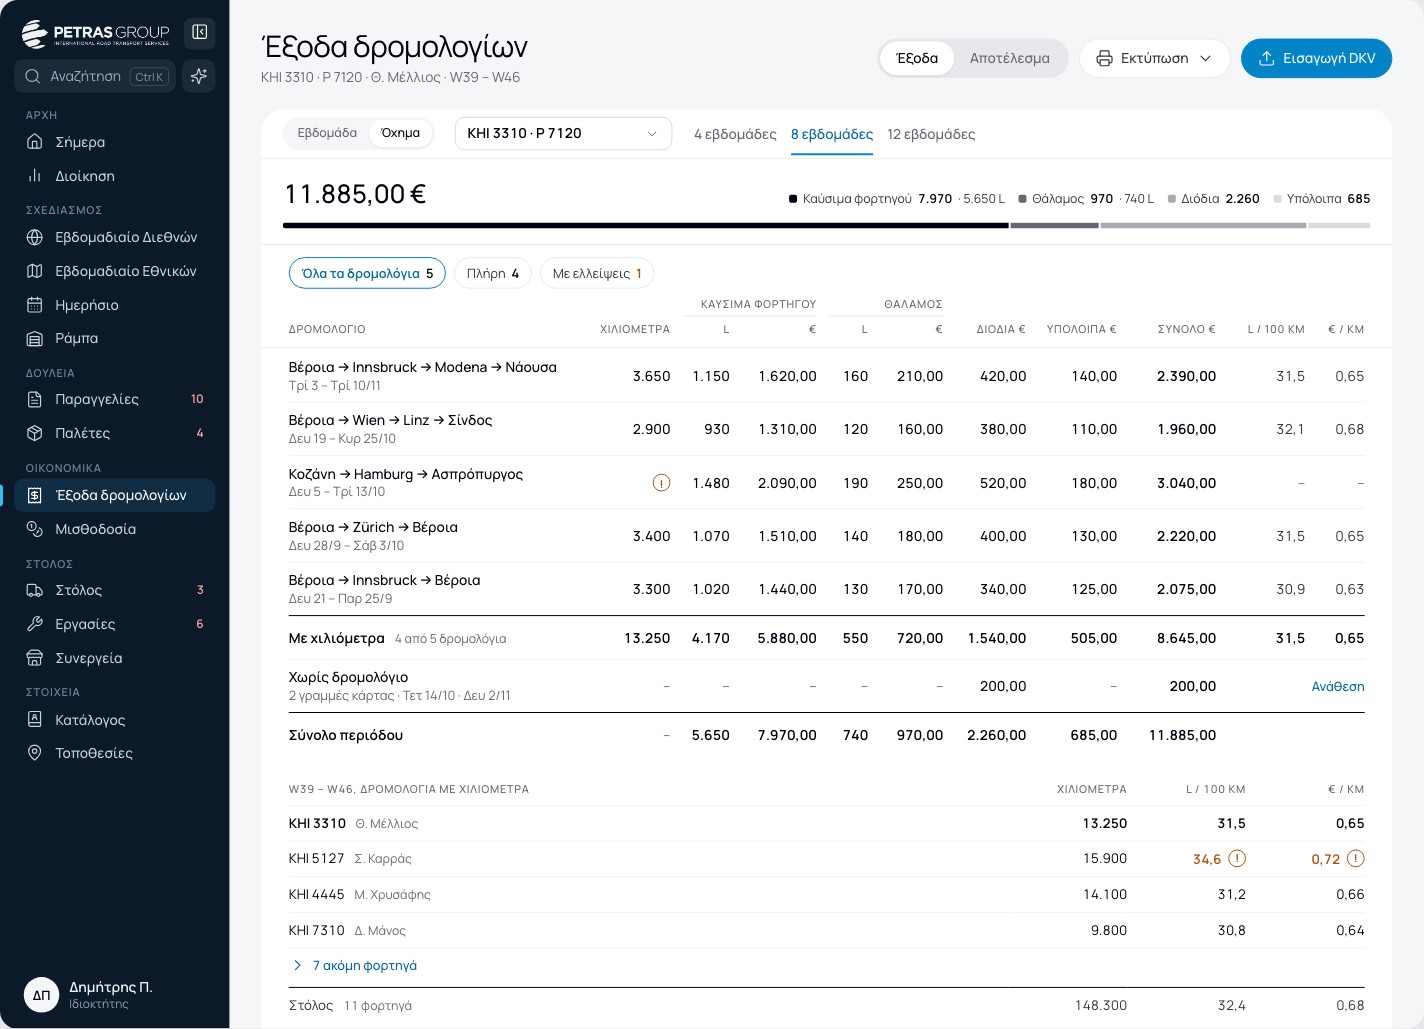 PETRAS GROUP
INTERNATIONAL ROAD TRANSPORT SERVICES
Αναζήτηση Ctrl K
ΑΡΧΗ
Σήμερα
Διοίκηση
ΣΧΕΔΙΑΣΜΟΣ
Εβδομαδιαίο Διεθνών
Εβδομαδιαίο Εθνικών
Ημερήσιο
Ράμπα
ΔΟΥΛΕΙΑ
Παραγγελίες 10
Παλέτες 4
ΟΙΚΟΝΟΜΙΚΑ
Έξοδα δρομολογίων
Μισθοδοσία
ΣΤΟΛΟΣ
Στόλος 3
Εργασίες 6
Συνεργεία
ΣΤΟΙΧΕΙΑ
Κατάλογος
Τοποθεσίες
ΔΠ Δημήτρης Π.
Ιδιοκτήτης
Έξοδα δρομολογίων
ΚΗΙ 3310 · Ρ 7120 · Θ. Μέλλιος · W39 – W46
Έξοδα Αποτέλεσμα Εκτύπωση Εισαγωγή DKV
Εβδομάδα Όχημα ΚΗΙ 3310 · Ρ 7120 4 εβδομάδες 8 εβδομάδες 12 εβδομάδες
11.885,00 €
Καύσιμα φορτηγού 7.970 · 5.650 L Θάλαμος 970 · 740 L Διόδια 2.260 Υπόλοιπα 685
Όλα τα δρομολόγια 5 Πλήρη 4 Με ελλείψεις 1
ΚΑΥΣΙΜΑ ΦΟΡΤΗΓΟΥ ΘΑΛΑΜΟΣ
ΔΡΟΜΟΛΟΓΙΟ ΧΙΛΙΟΜΕΤΡΑ L € L € ΔΙΟΔΙΑ € ΥΠΟΛΟΙΠΑ € ΣΥΝΟΛΟ € L / 100 KM € / KM
Βέροια → Innsbruck → Modena → Νάουσα 3.650 1.150 1.620,00 160 210,00 420,00 140,00 2.390,00 31,5 0,65
Τρί 3 – Τρί 10/11
Βέροια → Wien → Linz → Σίνδος 2.900 930 1.310,00 120 160,00 380,00 110,00 1.960,00 32,1 0,68
Δευ 19 – Κυρ 25/10
Κοζάνη → Hamburg → Ασπρόπυργος ! 1.480 2.090,00 190 250,00 520,00 180,00 3.040,00 – –
Δευ 5 – Τρί 13/10
Βέροια → Zürich → Βέροια 3.400 1.070 1.510,00 140 180,00 400,00 130,00 2.220,00 31,5 0,65
Δευ 28/9 – Σάβ 3/10
Βέροια → Innsbruck → Βέροια 3.300 1.020 1.440,00 130 170,00 340,00 125,00 2.075,00 30,9 0,63
Δευ 21 – Παρ 25/9
Με χιλιόμετρα 4 από 5 δρομολόγια 13.250 4.170 5.880,00 550 720,00 1.540,00 505,00 8.645,00 31,5 0,65
Χωρίς δρομολόγιο – – – – – 200,00 – 200,00 Ανάθεση
2 γραμμές κάρτας · Τετ 14/10 · Δευ 2/11
Σύνολο περιόδου – 5.650 7.970,00 740 970,00 2.260,00 685,00 11.885,00
W39 – W46, ΔΡΟΜΟΛΟΓΙΑ ΜΕ ΧΙΛΙΟΜΕΤΡΑ ΧΙΛΙΟΜΕΤΡΑ L / 100 KM € / KM
ΚΗΙ 3310 Θ. Μέλλιος 13.250 31,5 0,65
ΚΗΙ 5127 Σ. Καρράς 15.900 34,6 ! 0,72 !
ΚΗΙ 4445 Μ. Χρυσάφης 14.100 31,2 0,66
ΚΗΙ 7310 Δ. Μάνος 9.800 30,8 0,64
7 ακόμη φορτηγά
Στόλος 11 φορτηγά 148.300 32,4 0,68